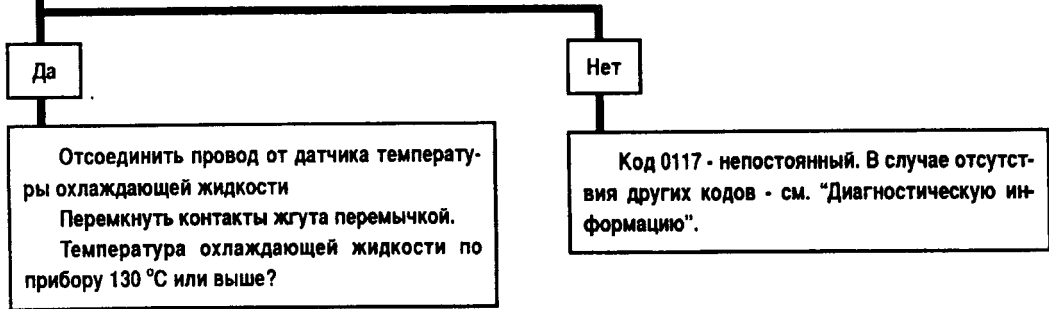 Да
Нет
Отсоединить провод от датчика температу-
ры охлаждающей жидкости
Перемкнуть контакты жгута перемычкой.
Температура охлаждающей жидкости по
прибору 130 °С или выше?
Код 0117 - непостоянный. В случае отсутст-
вия других кодов - см. "Диагностическую ин-
формацию".